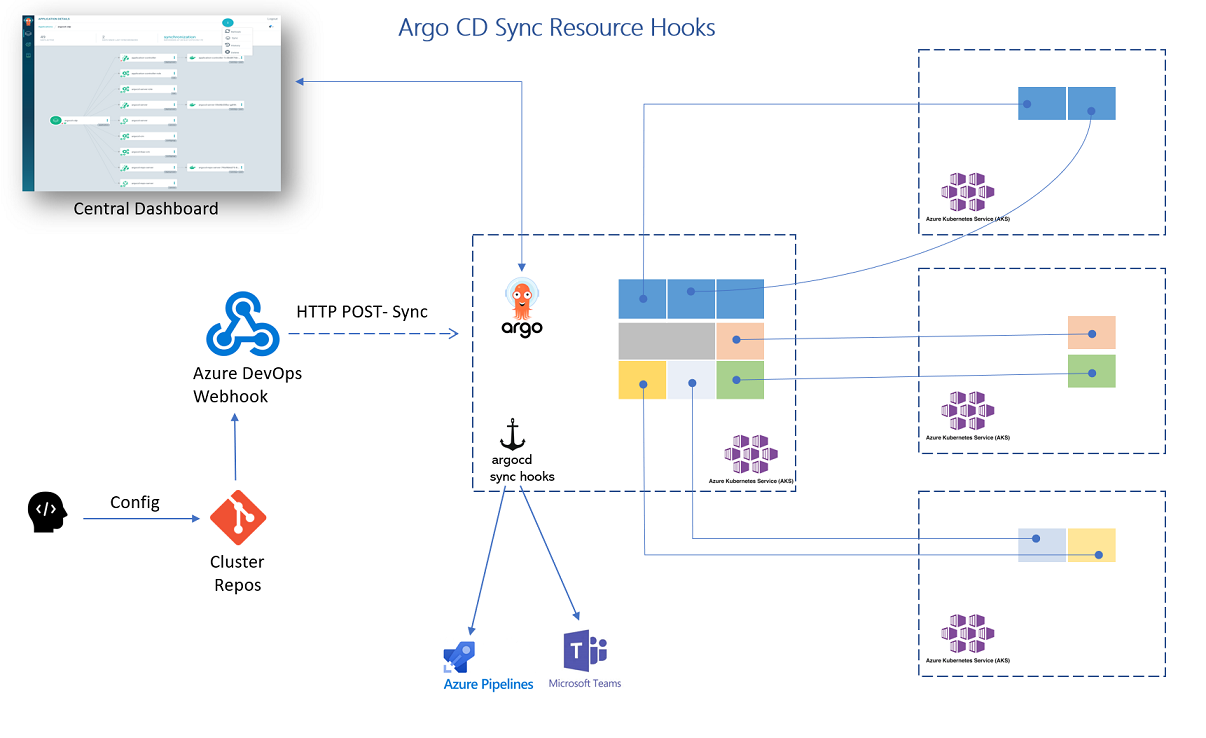 Argo CD Sync Resource Hooks
APPLICATION DETAILS
Central Dashboard
HTTP POST- Sync
Azure DevOps
Webhook
Config
Cluster
Repos
argo
argocd
sync hooks
Azure Pipelines
Microsoft Teams
Azure Kubernetes Service (AKS)
Azure Kubernetes Service (AKS)
Azure Kubernetes Service (AKS)
Azure Kubernetes Service (AKS)